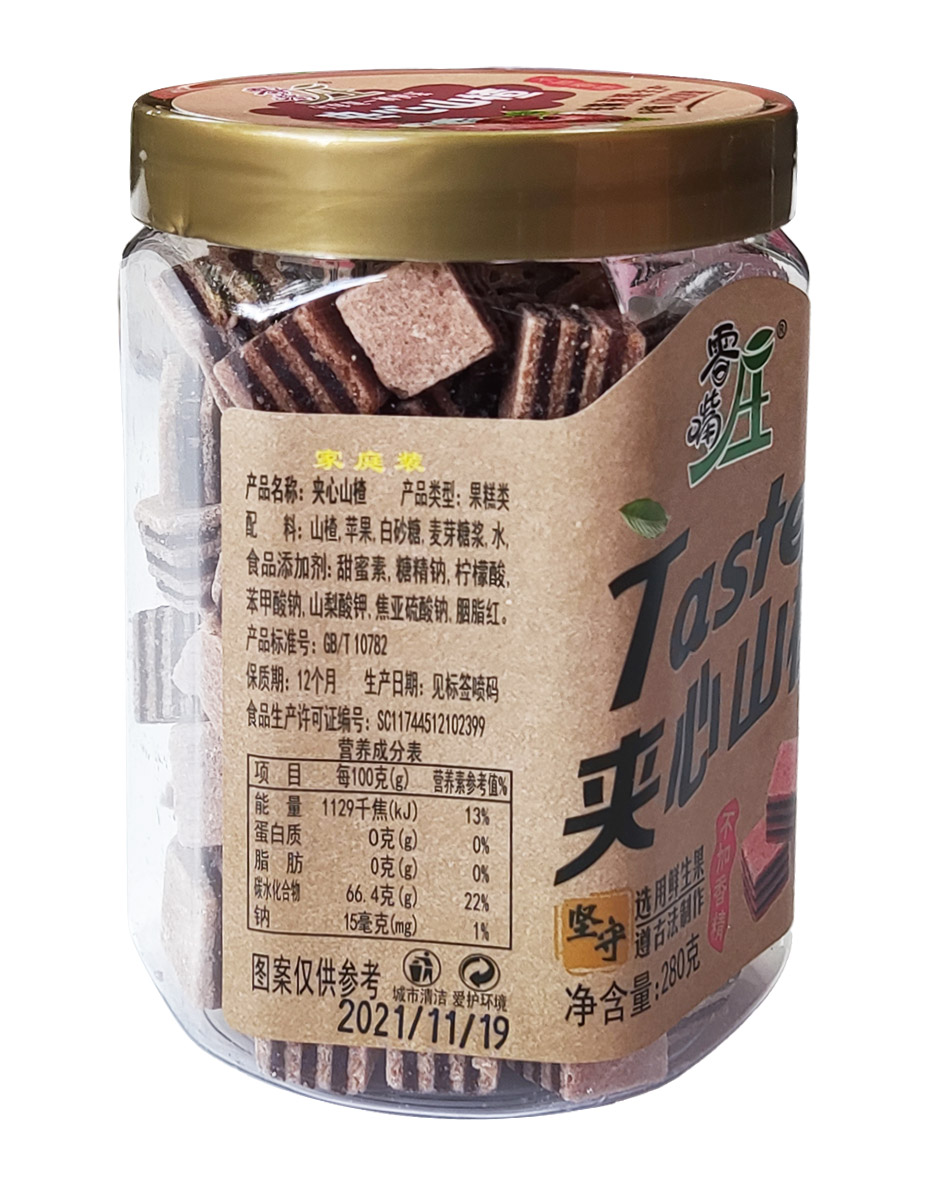 零嘴庄®
家庭装
产品名称：夹心山楂 产品类型：果糕类
配 料：山楂,苹果,白砂糖,麦芽糖浆,水,
食品添加剂：甜蜜素,糖精钠,柠檬酸,
苯甲酸钠,山梨酸钾,焦亚硫酸钠,胭脂红。
产品标准号：GB/T10782
保质期：12个月 生产日期：见标签喷码
食品生产许可证编号：SC11744512102399
营养成分表
项 目 每100克(g) 营养素参考值%
能 量 1129千焦(kJ) 13%
蛋白质 0克(g) 0%
脂 肪 0克(g) 0%
碳水化合物 66.4克(g) 22%
钠 15毫克(mg) 1%
图案仅供参考
城市清洁 爱护环境
2021/11/19
Taste
夹心山
不加香精
坚守
选用鲜生果
遵古法制作
净含量:280克